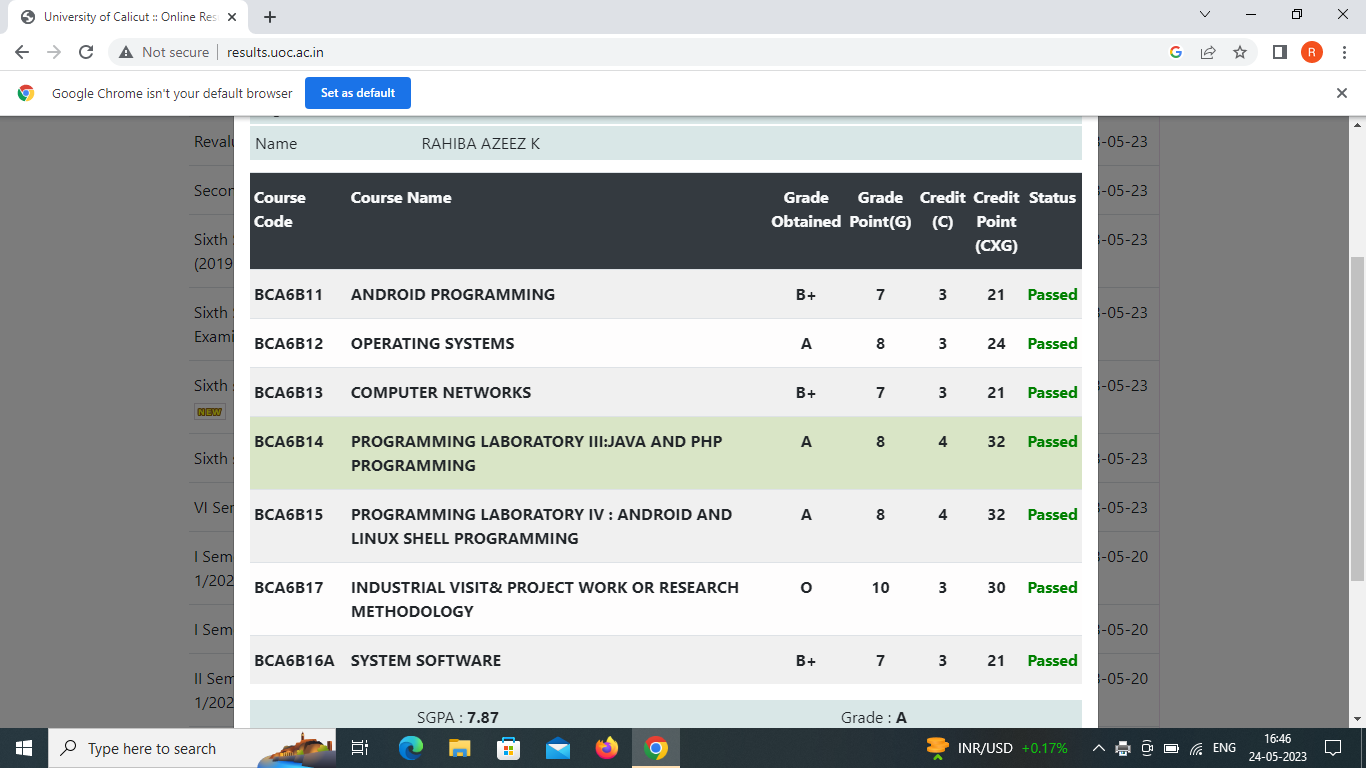 University of Calicut :: Online Res
Not secure results.uoc.ac.in R
Google Chrome isn't your default browser Set as default
Name RAHIBA AZEEZ K
Course Code Course Name Grade Obtained Grade Point(G) Credit (C) Credit Point (CXG) Status
BCA6B11 ANDROID PROGRAMMING B+ 7 3 21 Passed
BCA6B12 OPERATING SYSTEMS A 8 3 24 Passed
BCA6B13 COMPUTER NETWORKS B+ 7 3 21 Passed
BCA6B14 PROGRAMMING LABORATORY III:JAVA AND PHP
PROGRAMMING A 8 4 32 Passed
BCA6B15 PROGRAMMING LABORATORY IV : ANDROID AND
LINUX SHELL PROGRAMMING A 8 4 32 Passed
BCA6B17 INDUSTRIAL VISIT& PROJECT WORK OR RESEARCH
METHODOLOGY O 10 3 30 Passed
BCA6B16A SYSTEM SOFTWARE B+ 7 3 21 Passed
SGPA : 7.87 Grade : A
Revalu
Secon
Sixth
(2019
Sixth
Exami
Sixth
NEW
Sixth
VI Ser
I Sem
1/202
I Sem
II Sem
1/202
-05-23
-05-23
-05-23
-05-23
-05-23
-05-23
-05-23
-05-20
-05-20
-05-20
Type here to search
INR/USD +0.17% ENG 16:46
24-05-2023